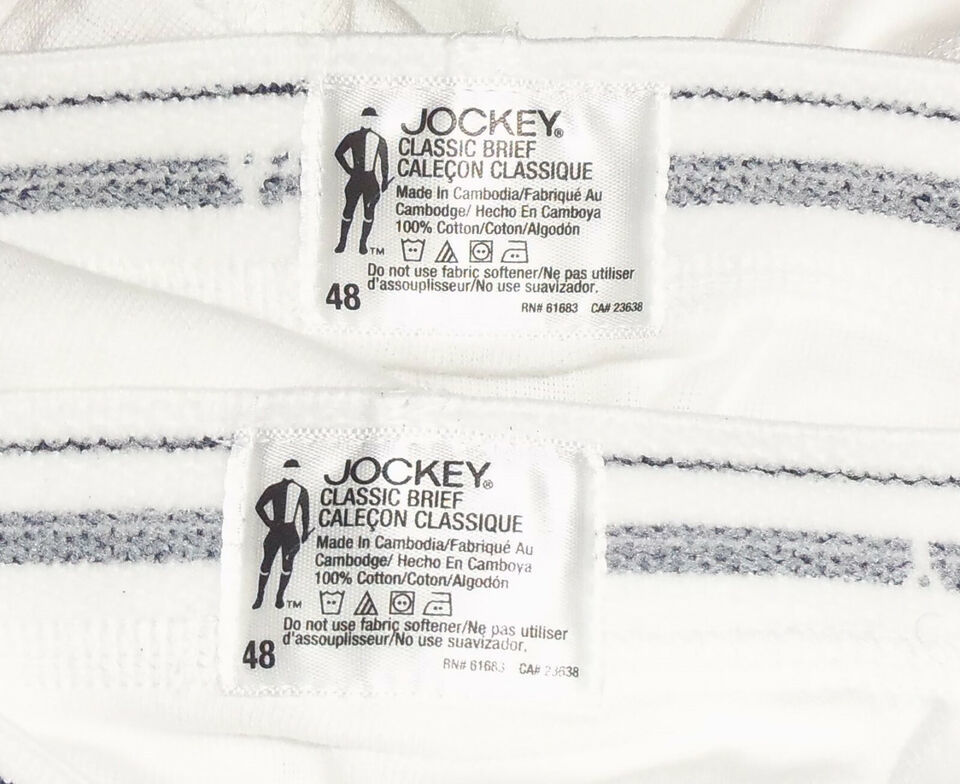 JOCKEY®
CLASSIC BRIEF
CALEÇON CLASSIQUE
Made In Cambodia/Fabriqué Au
Cambodge/ Hecho En Camboya
100% Cotton/Coton/Algodón
TM
Do not use fabric softener/Ne pas utiliser
d'assouplisseur/No use suavizador.
48
RN# 61683 CA# 23638
JOCKEY®
CLASSIC BRIEF
CALEÇON CLASSIQUE
Made In Cambodia/Fabriqué Au
Cambodge/ Hecho En Camboya
100% Cotton/Coton/Algodón
TM
Do not use fabric softener/Ne pas utiliser
d'assouplisseur/No use suavizador.
48
RN# 61683 CA# 23638